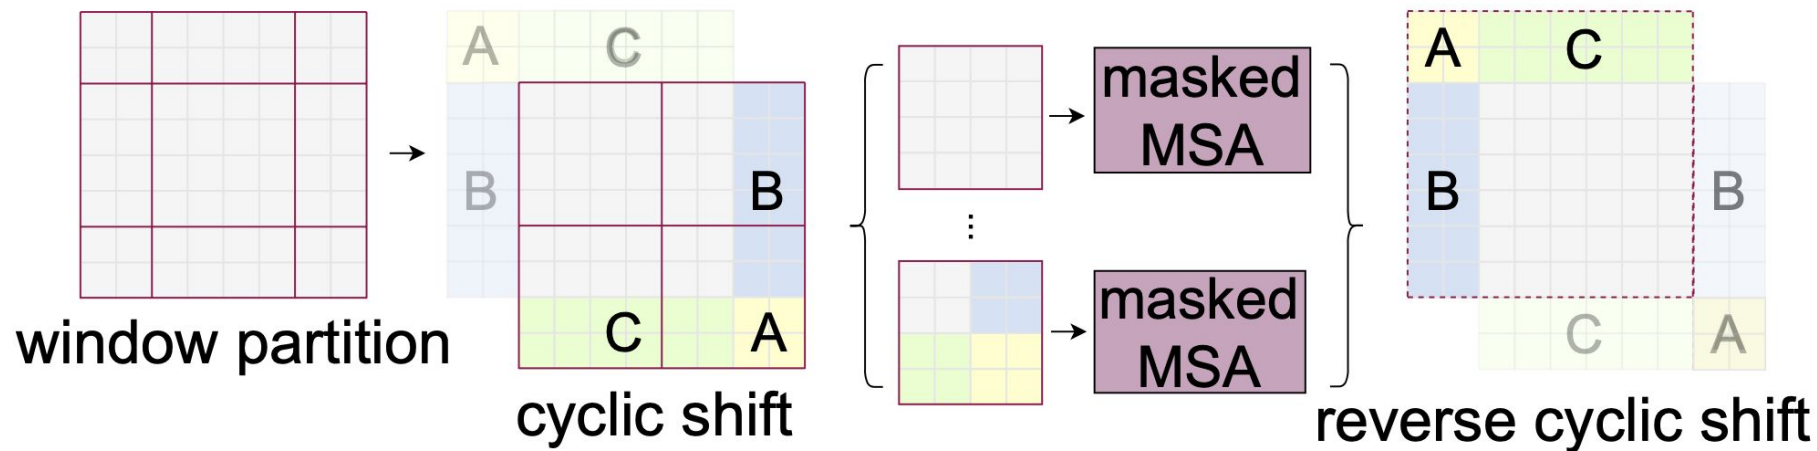 A
C
B
B
C
A
window partition
cyclic shift
masked
MSA
...
masked
MSA
A
C
B
B
C
A
reverse cyclic shift